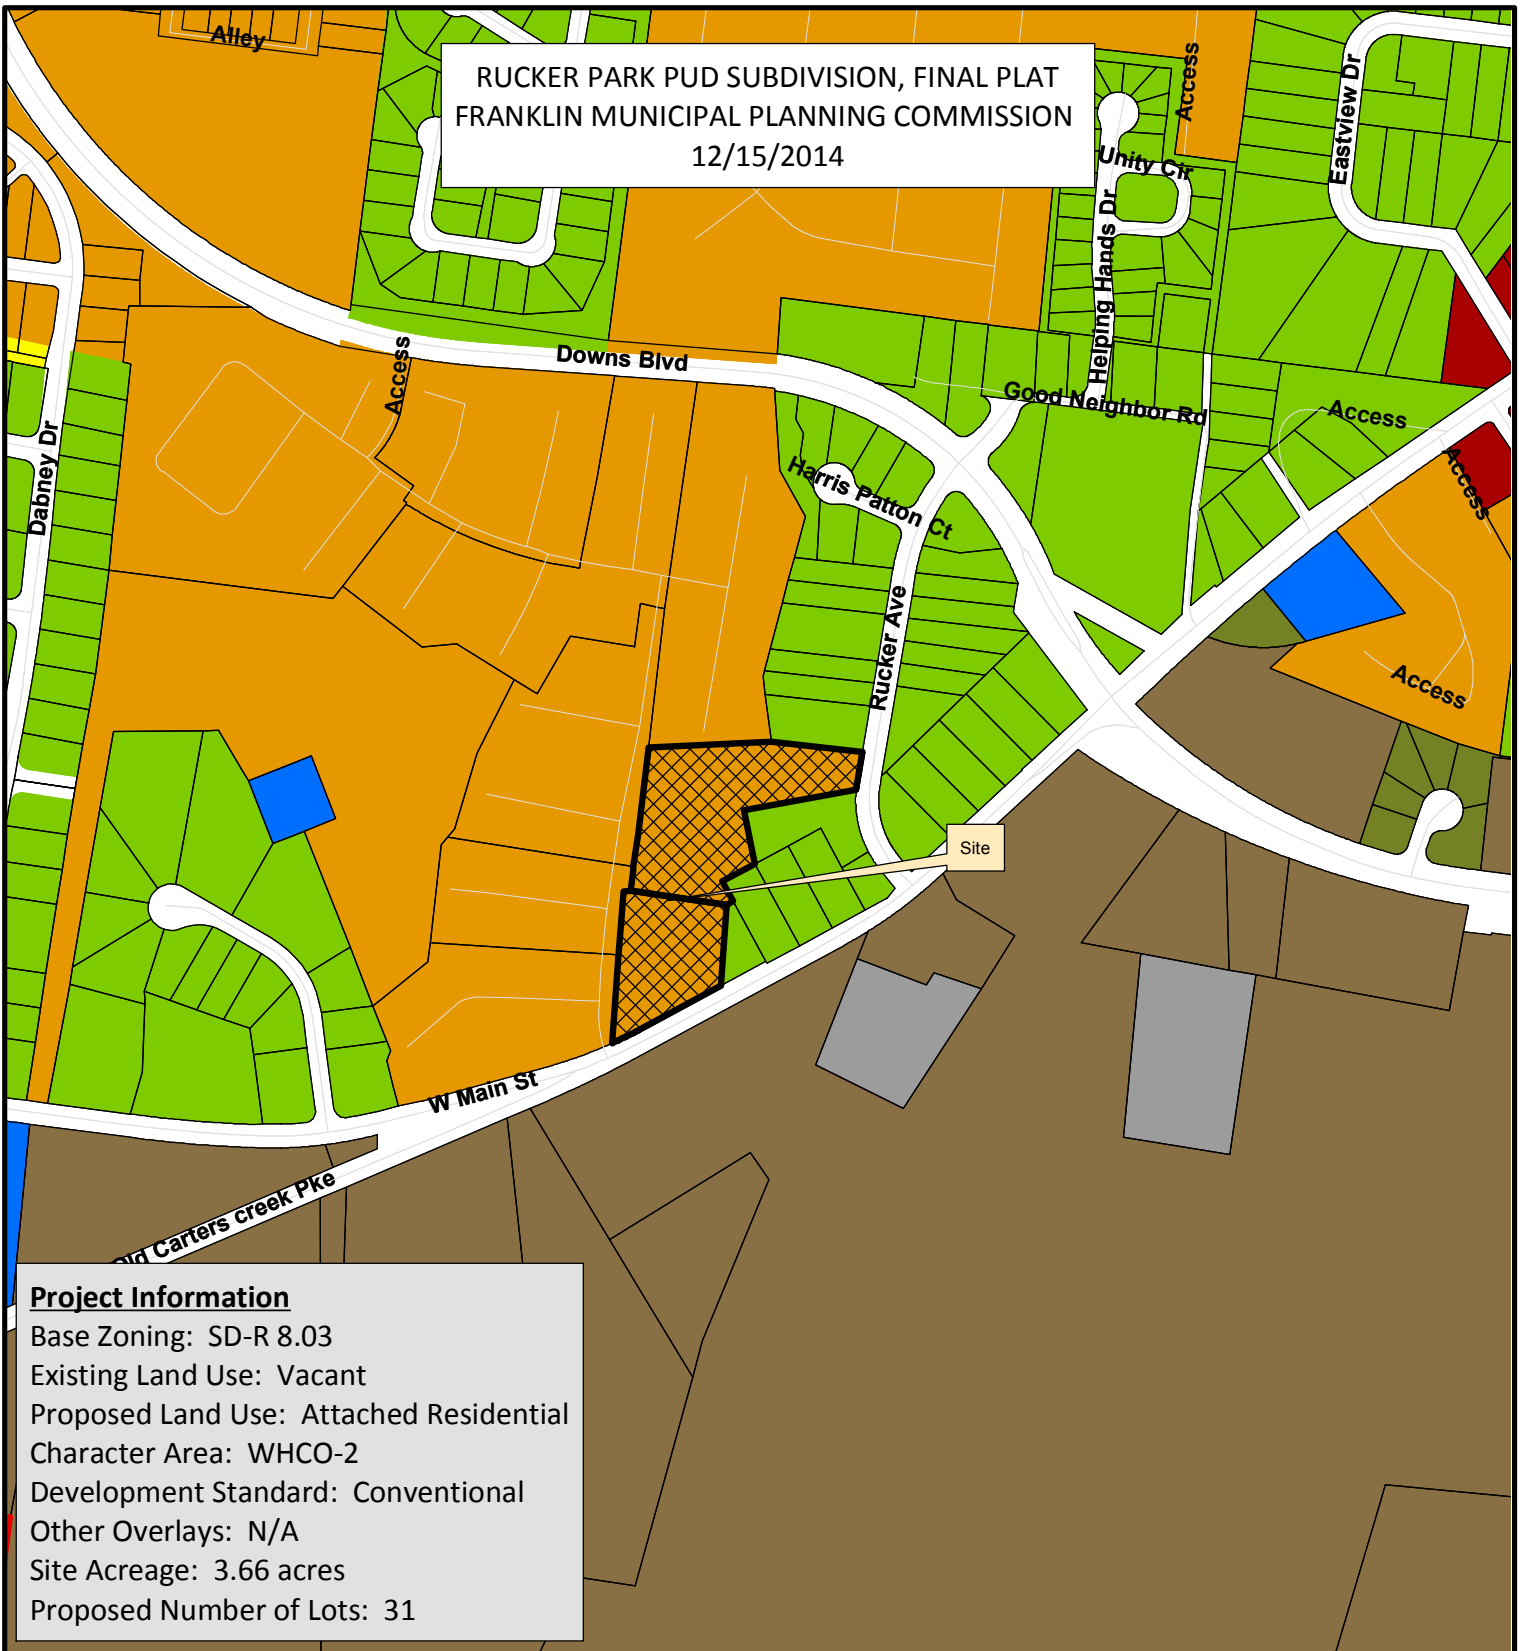 Alley
RUCKER PARK PUD SUBDIVISION, FINAL PLAT
FRANKLIN MUNICIPAL PLANNING COMMISSION
12/15/2014
Access
Eastview Dr
Unity Cir
Helping Hands Dr
Downs Blvd
Access
Good Neighbor Rd
Access
Access
Dabney Dr
Harris Patton Ct
Rucker Ave
Access
Site
W Main St
Old Carters creek Pke
Project Information
Base Zoning: SD-R 8.03
Existing Land Use: Vacant
Proposed Land Use: Attached Residential
Character Area: WHCO-2
Development Standard: Conventional
Other Overlays: N/A
Site Acreage: 3.66 acres
Proposed Number of Lots: 31